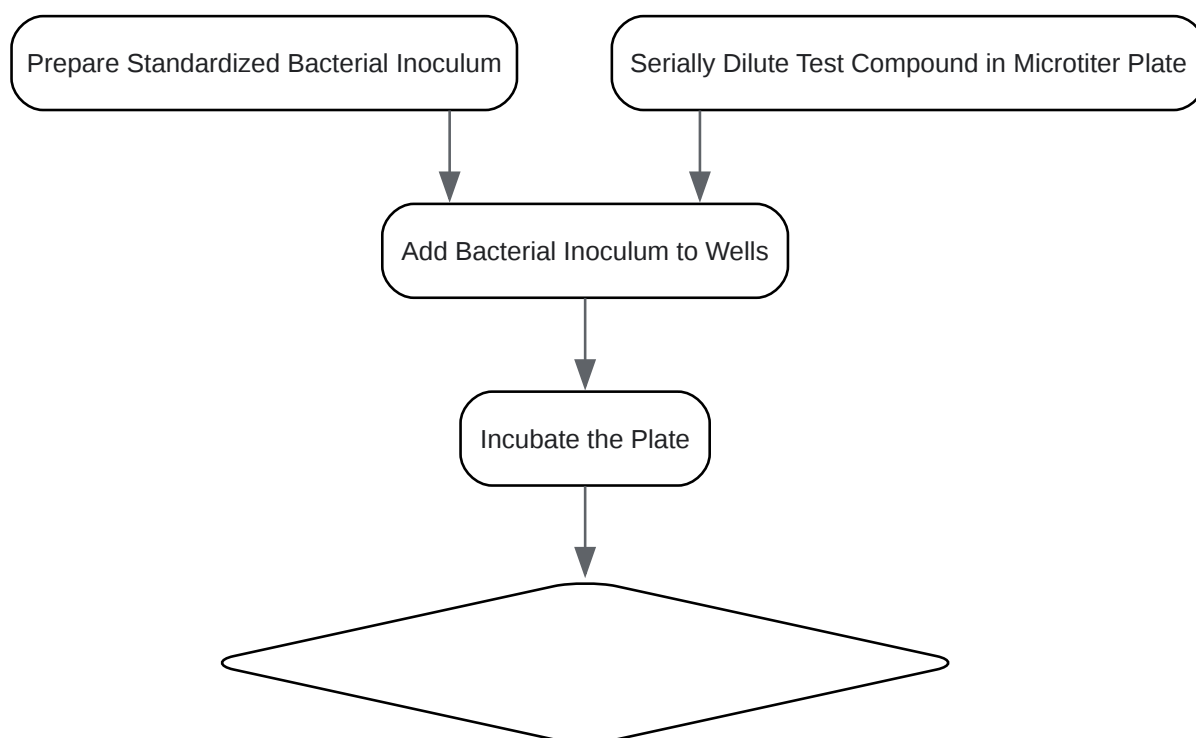 Prepare Standardized Bacterial Inoculum
Serially Dilute Test Compound in Microtiter Plate
Add Bacterial Inoculum to Wells
Incubate the Plate